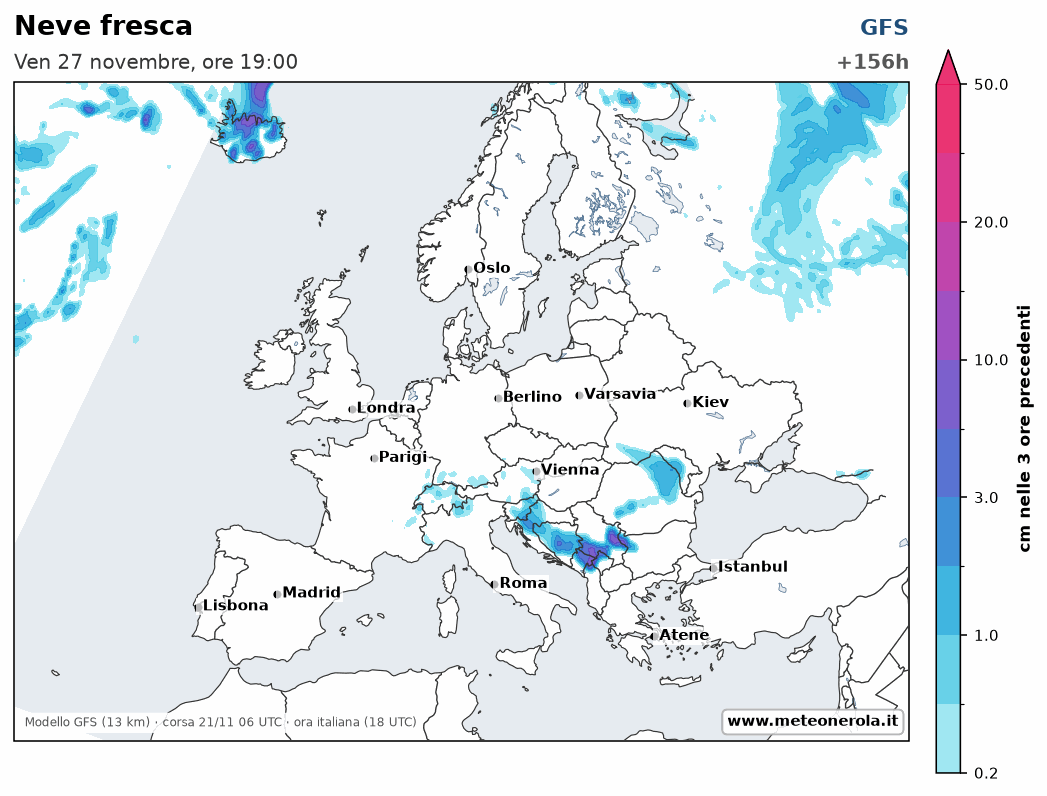 Neve fresca
GFS
Ven 27 novembre, ore 19:00
+156h
50.0
20.0
10.0
3.0
1.0
0.2
cm nelle 3 ore precedenti
Oslo
Berlino
Varsavia
Kiev
Londra
Parigi
Vienna
Istanbul
Roma
Madrid
Lisbona
Atene
Modello GFS (13 km) · corsa 21/11 06 UTC · ora italiana (18 UTC)
www.meteonerola.it